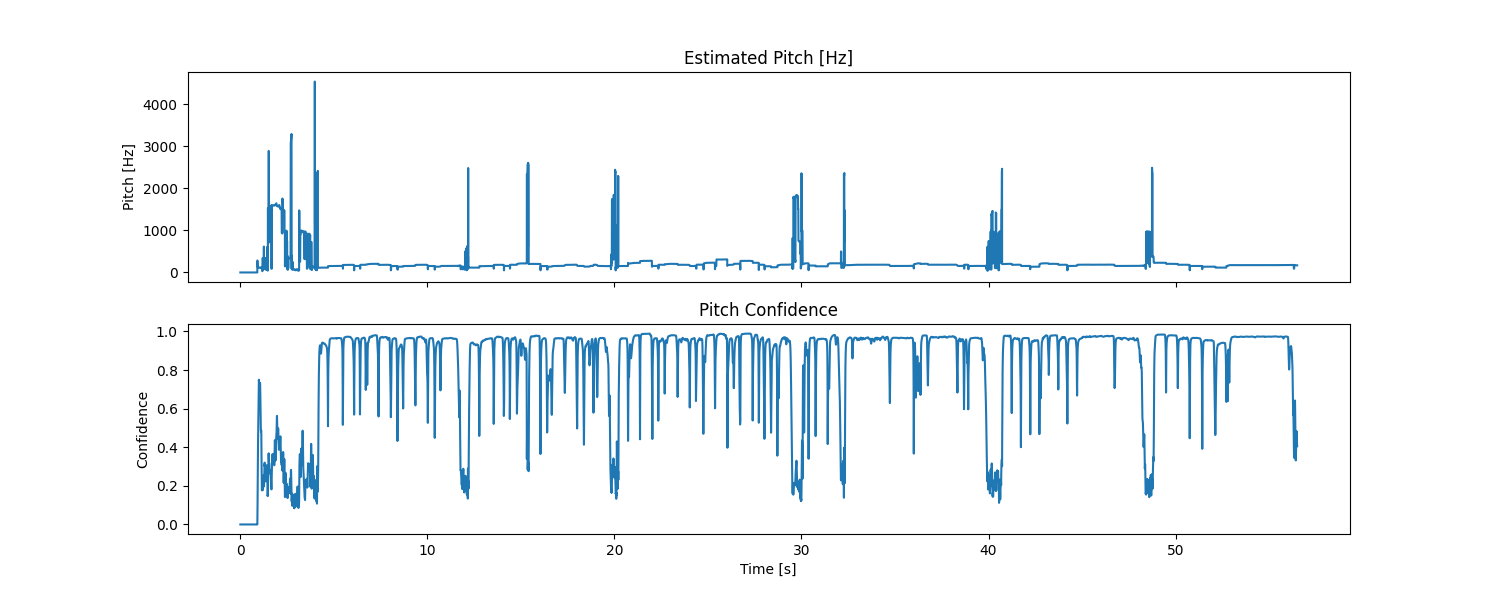 Estimated Pitch [Hz]
4000
3000
2000
1000
0
Pitch [Hz]
Pitch Confidence
1.0
0.8
0.6
0.4
0.2
0.0
Confidence
0 10 20 30 40 50
Time [s]